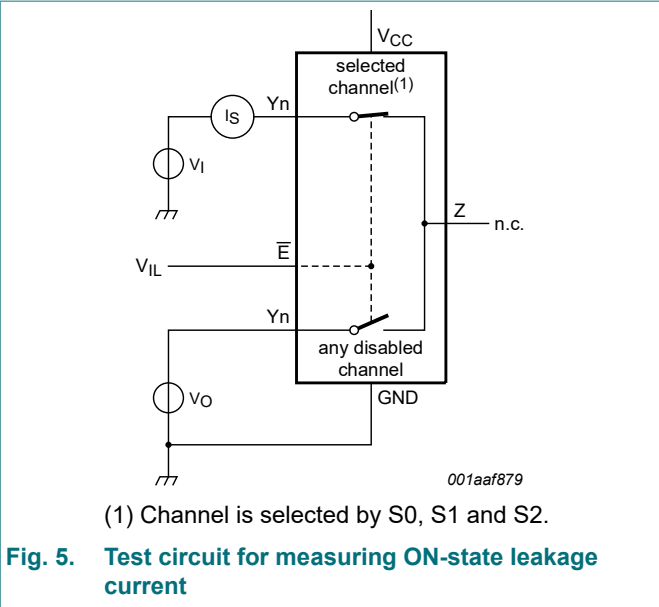 VCC
selected
channel(1)
Yn
IS
VI
Z
n.c.
E
VIL
Yn
any disabled
channel
VO
GND
001aaf879
(1) Channel is selected by S0, S1 and S2.
Fig. 5. Test circuit for measuring ON-state leakage
current